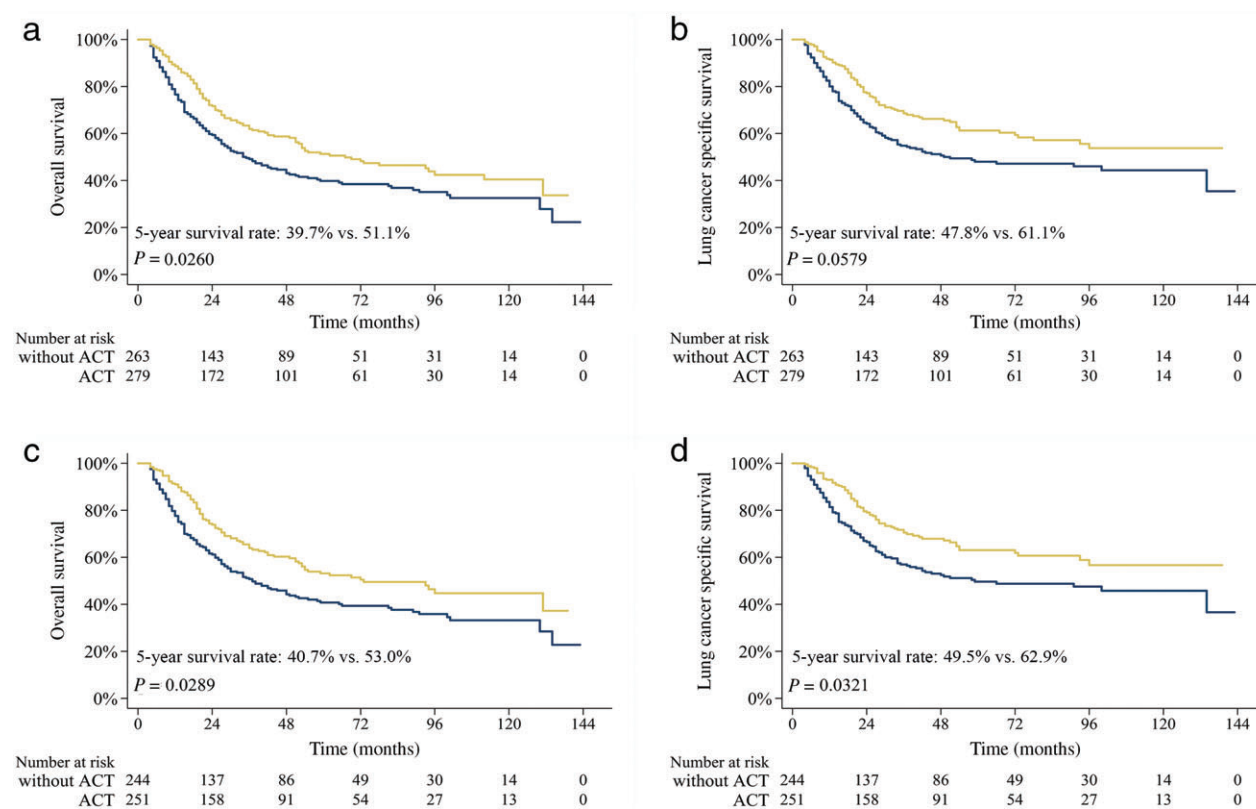 a
Overall survival
100%
80%
60%
40%
20%
0%
5-year survival rate: 39.7% vs. 51.1%
P = 0.0260
0 24 48 72 96 120 144
Time (months)
Number at risk
without ACT 263 143 89 51 31 14 0
ACT 279 172 101 61 30 14 0
b
Lung cancer specific survival
100%
80%
60%
40%
20%
0%
5-year survival rate: 47.8% vs. 61.1%
P = 0.0579
0 24 48 72 96 120 144
Time (months)
Number at risk
without ACT 263 143 89 51 31 14 0
ACT 279 172 101 61 30 14 0
c
Overall survival
100%
80%
60%
40%
20%
0%
5-year survival rate: 40.7% vs. 53.0%
P = 0.0289
0 24 48 72 96 120 144
Time (months)
Number at risk
without ACT 244 137 86 49 30 14 0
ACT 251 158 91 54 27 13 0
d
Lung cancer specific survival
100%
80%
60%
40%
20%
0%
5-year survival rate: 49.5% vs. 62.9%
P = 0.0321
0 24 48 72 96 120 144
Time (months)
Number at risk
without ACT 244 137 86 49 30 14 0
ACT 251 158 91 54 27 13 0